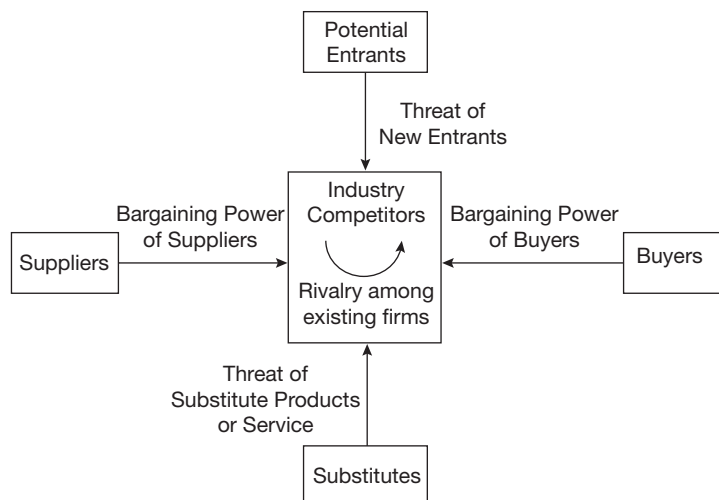 Potential
Entrants
Threat of
New Entrants
Industry
Competitors
Bargaining Power
of Suppliers
Bargaining Power
of Buyers
Suppliers
Buyers
Rivalry among
existing firms
Threat of
Substitute Products
or Service
Substitutes